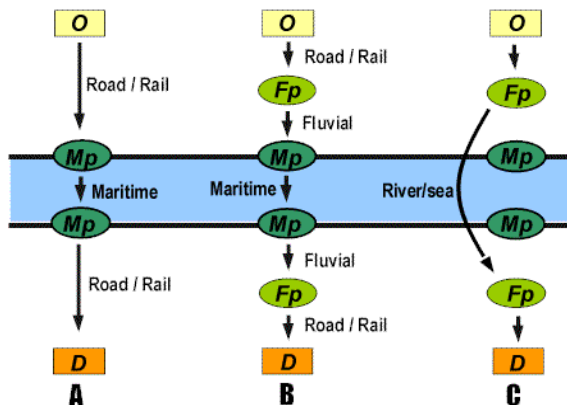 O O O
Road / Rail
Road / Rail Fp Fp
Fluvial
Mp Mp Mp
Maritime Maritime River/sea
Mp Mp Mp
Fluvial
Road / Rail Fp Fp
Road / Rail
D D D
A B C